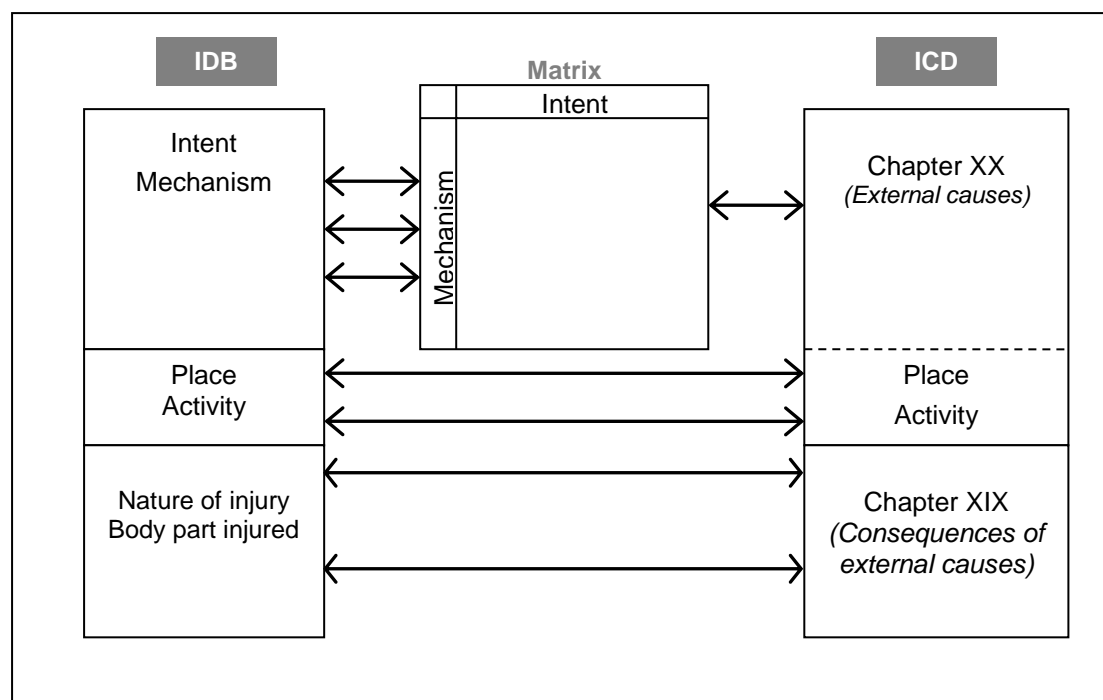 IDB
Matrix
ICD
Intent
Mechanism
Intent
Mechanism
Chapter XX
(External causes)
Place
Activity
Place
Activity
Nature of injury
Body part injured
Chapter XIX
(Consequences of
external causes)